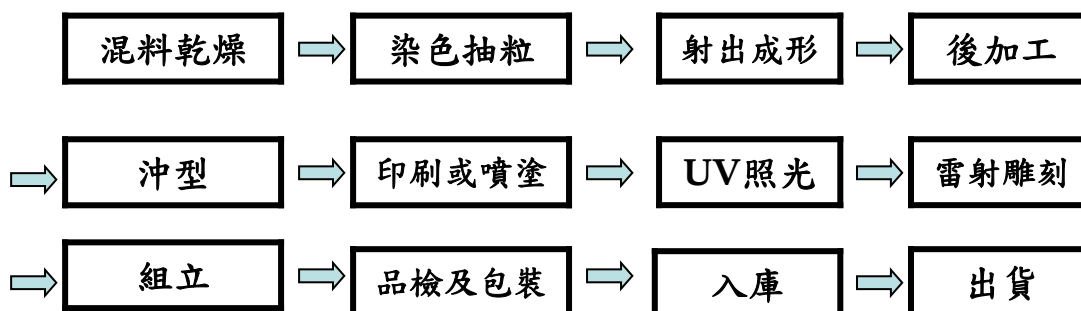 混料乾燥 染色抽粒 射出成形 後加工
沖型 印刷或噴塗 UV照光 雷射雕刻
組立 品檢及包裝 入庫 出貨